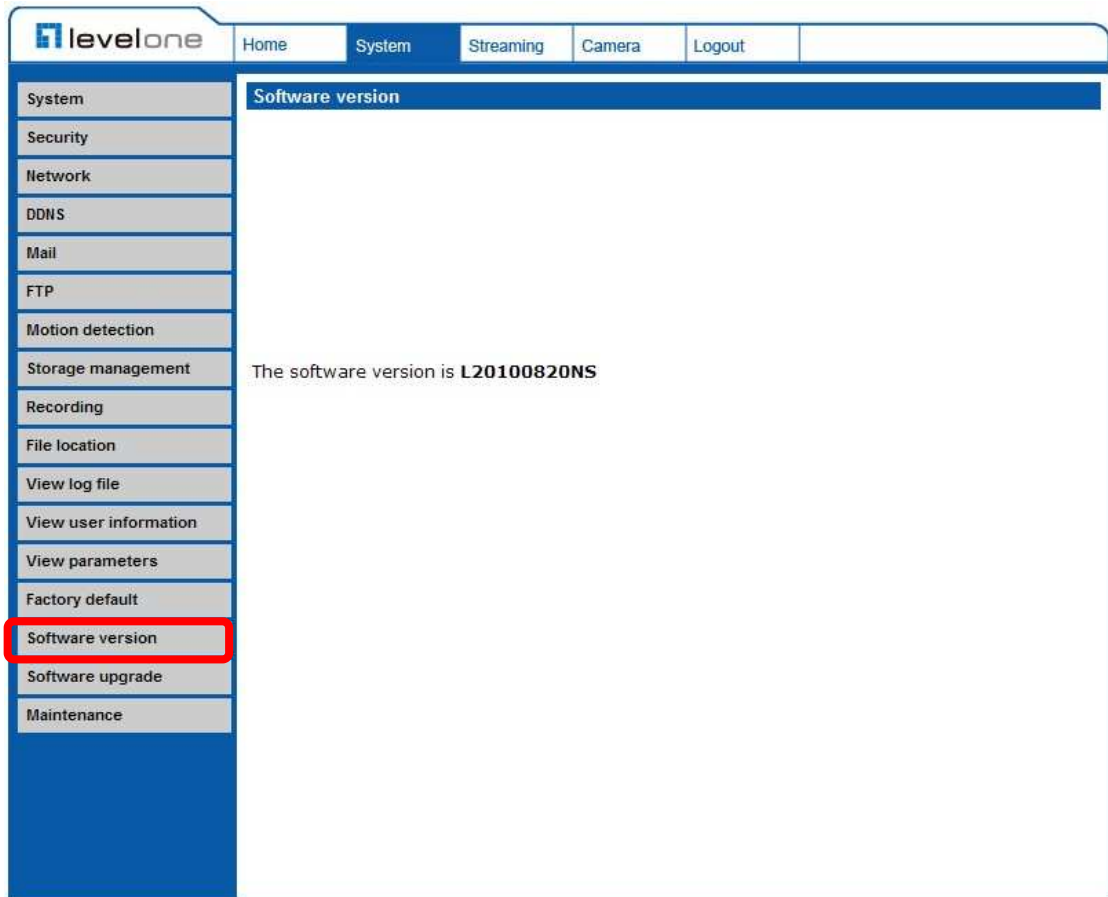 levelone
Home System Streaming Camera Logout
System
Security
Network
DDNS
Mail
FTP
Motion detection
Storage management
Recording
File location
View log file
View user information
View parameters
Factory default
Software version
Software upgrade
Maintenance
Software version
The software version is L20100820NS